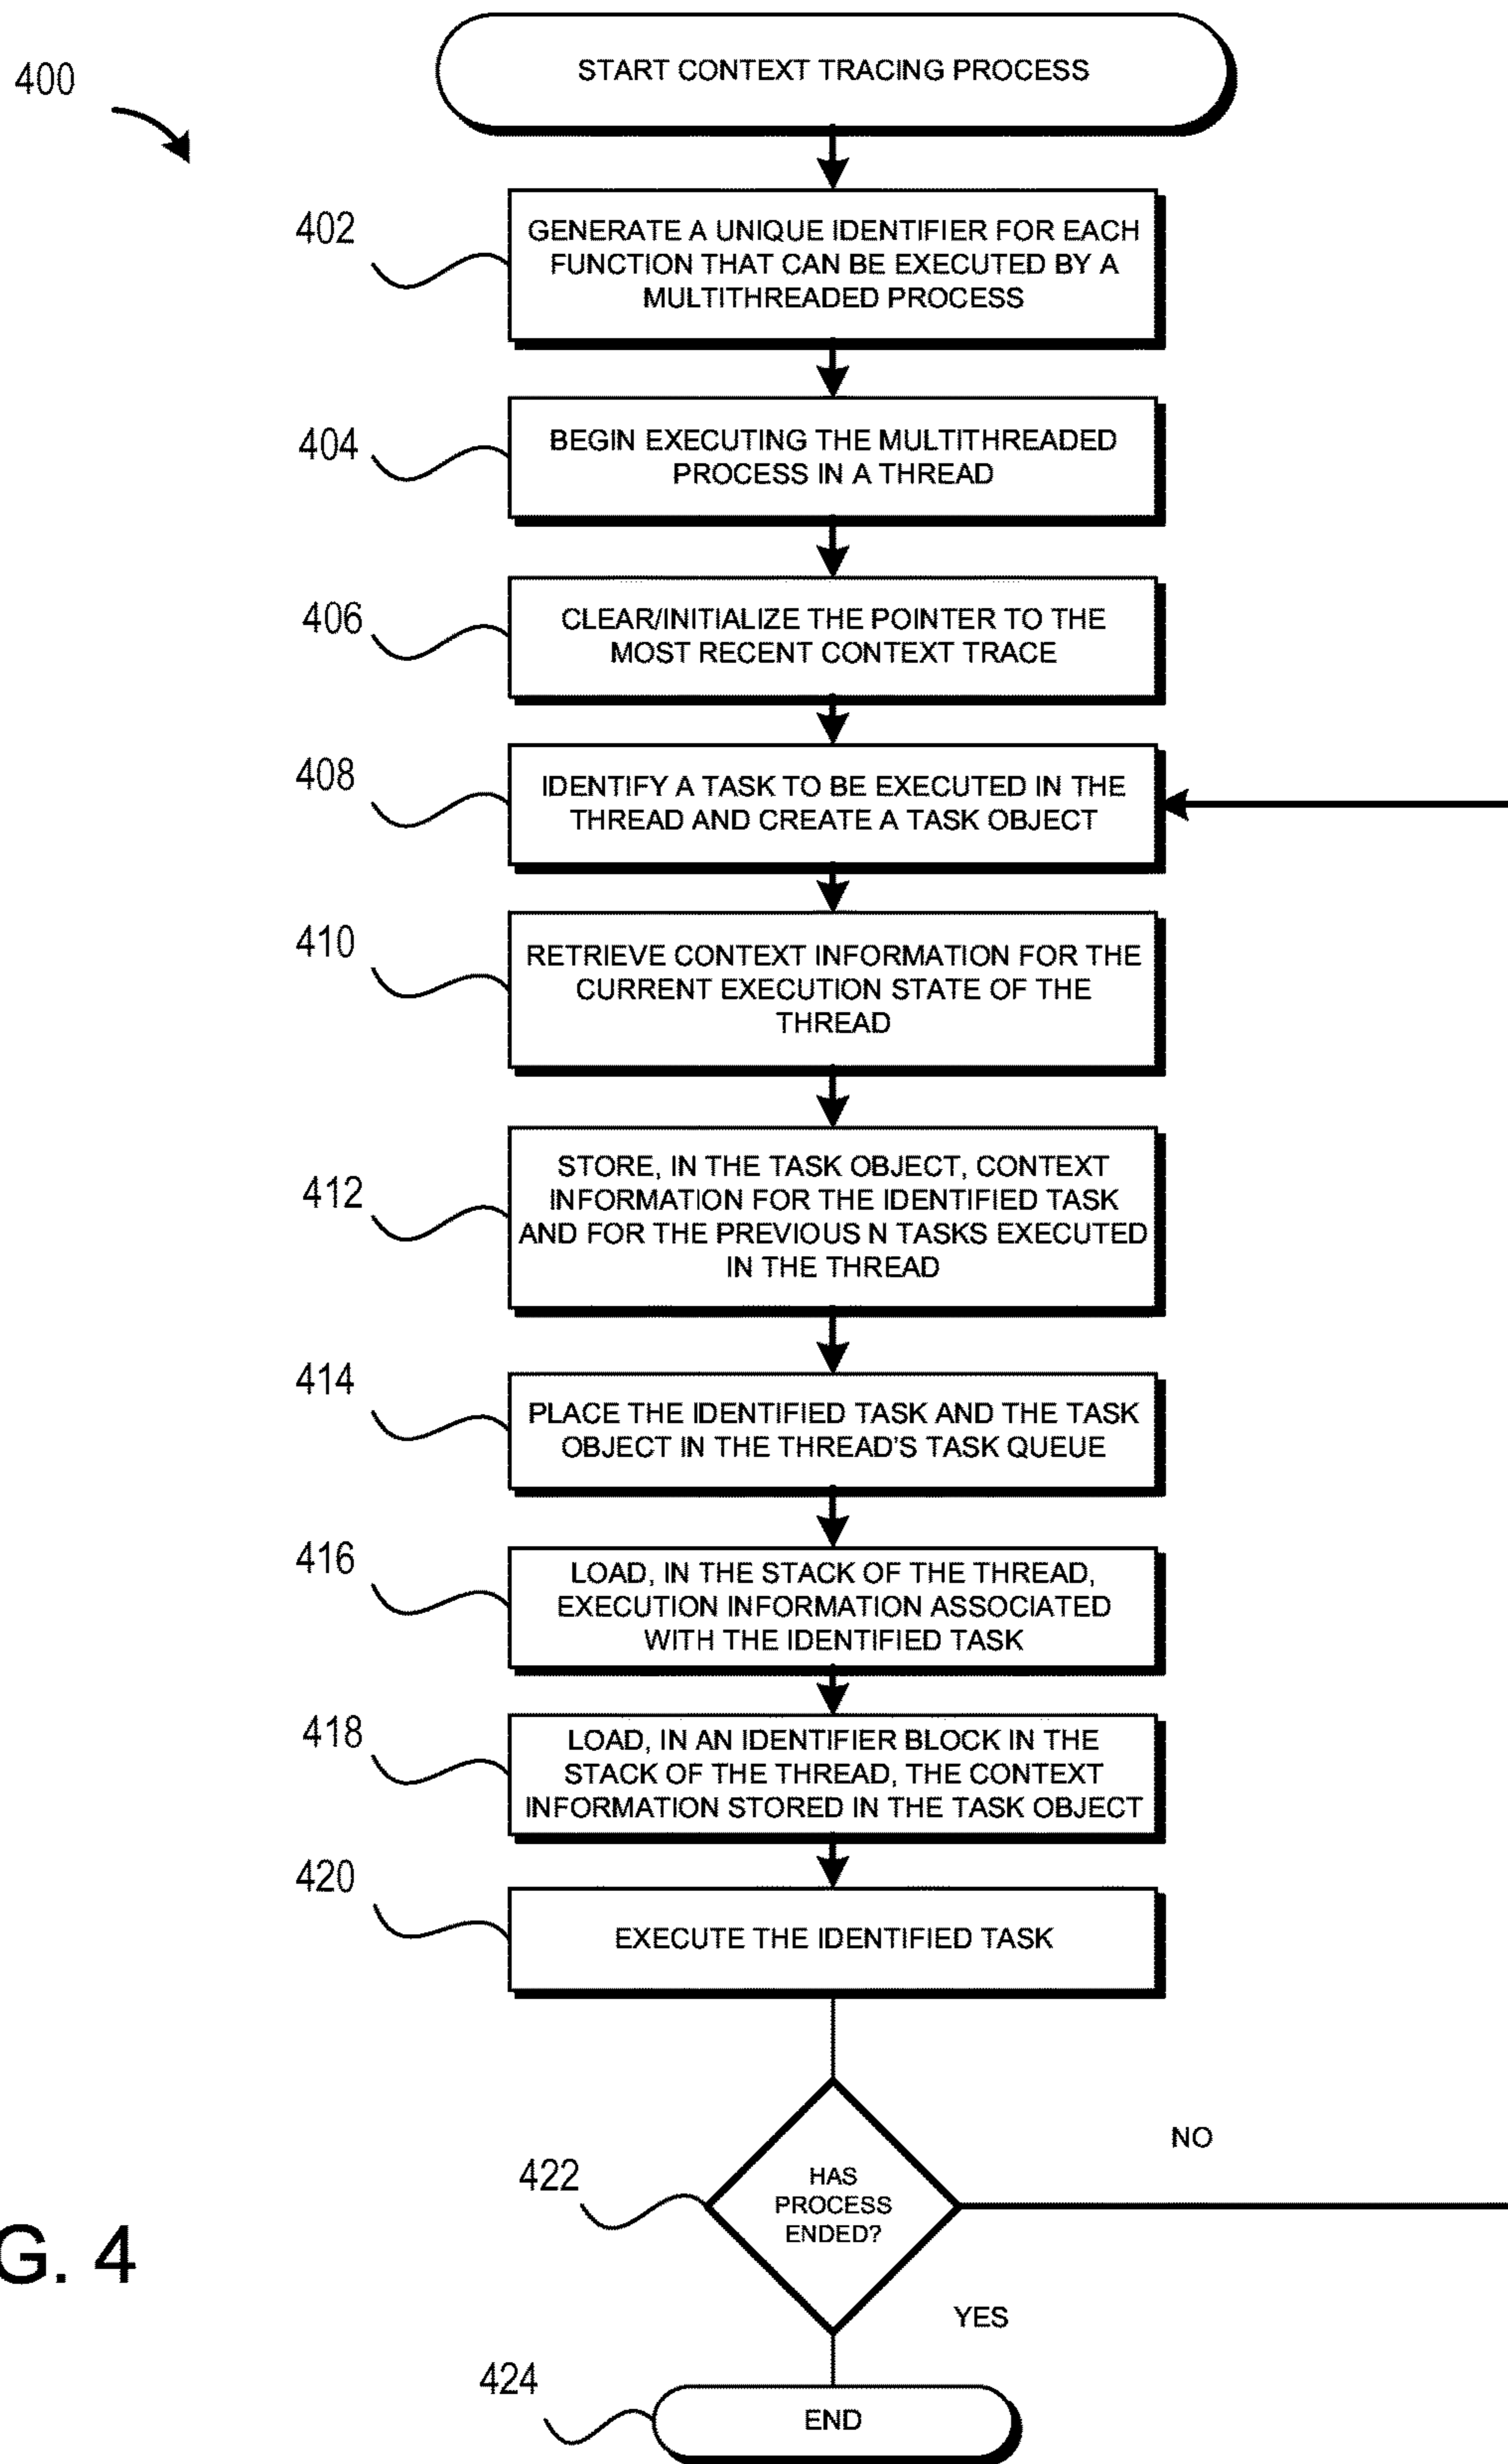 400
START CONTEXT TRACING PROCESS
402
GENERATE A UNIQUE IDENTIFIER FOR EACH
FUNCTION THAT CAN BE EXECUTED BY A
MULTITHREADED PROCESS
404
BEGIN EXECUTING THE MULTITHREADED
PROCESS IN A THREAD
406
CLEAR/INITIALIZE THE POINTER TO THE
MOST RECENT CONTEXT TRACE
408
IDENTIFY A TASK TO BE EXECUTED IN THE
THREAD AND CREATE A TASK OBJECT
410
RETRIEVE CONTEXT INFORMATION FOR THE
CURRENT EXECUTION STATE OF THE
THREAD
412
STORE, IN THE TASK OBJECT, CONTEXT
INFORMATION FOR THE IDENTIFIED TASK
AND FOR THE PREVIOUS N TASKS EXECUTED
IN THE THREAD
414
PLACE THE IDENTIFIED TASK AND THE TASK
OBJECT IN THE THREAD'S TASK QUEUE
416
LOAD, IN THE STACK OF THE THREAD,
EXECUTION INFORMATION ASSOCIATED
WITH THE IDENTIFIED TASK
418
LOAD, IN AN IDENTIFIER BLOCK IN THE
STACK OF THE THREAD, THE CONTEXT
INFORMATION STORED IN THE TASK OBJECT
420
EXECUTE THE IDENTIFIED TASK
422
HAS
PROCESS
ENDED?
NO
YES
G. 4
424
END